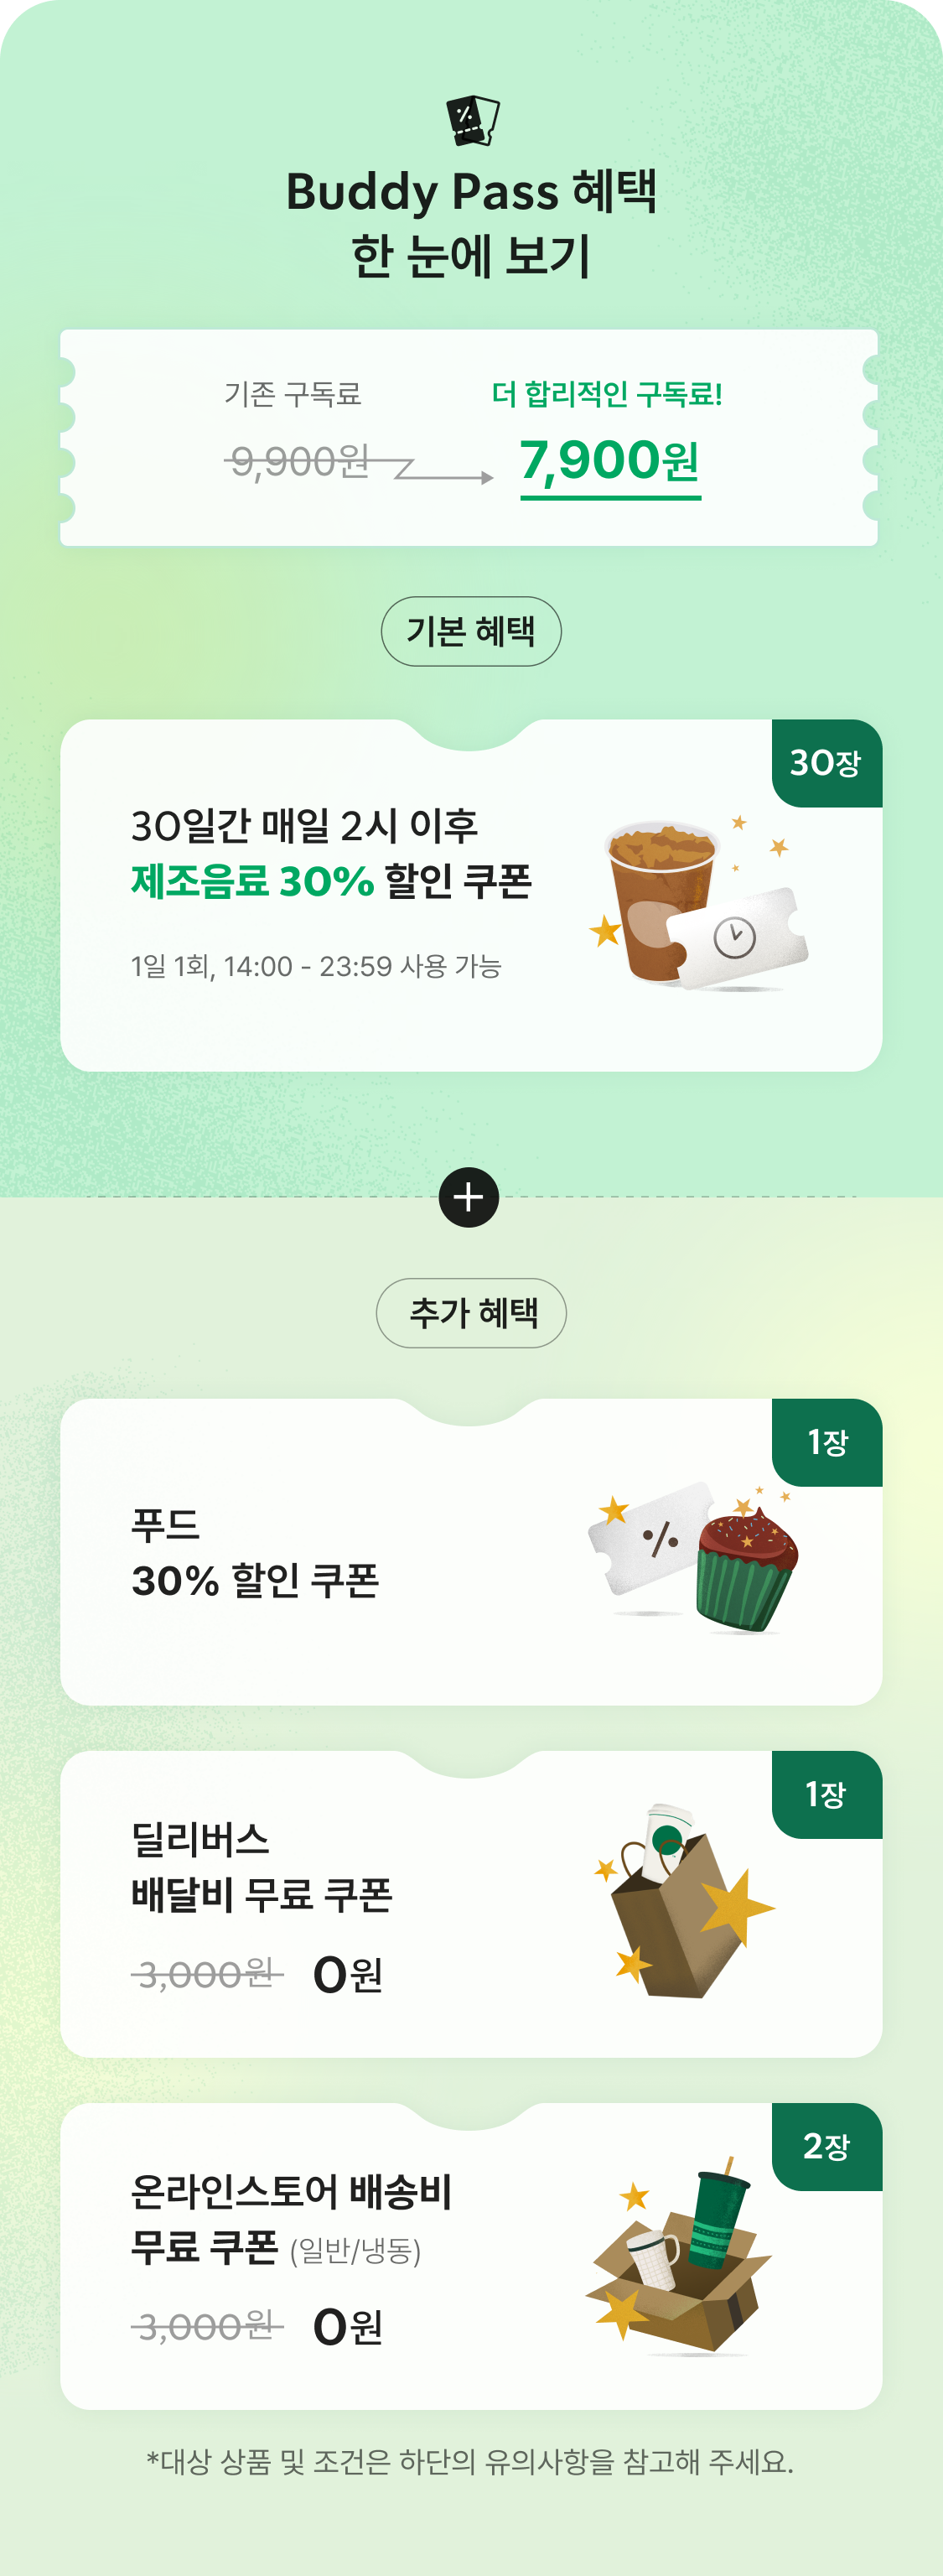 Buddy Pass 혜택
한 눈에 보기
기존 구독료
더 합리적인 구독료!
9,900원
7,900원
기본 혜택
30장
30일간 매일 2시 이후
제조음료 30% 할인 쿠폰
1일 1회, 14:00 - 23:59 사용 가능
추가 혜택
1장
푸드
30% 할인 쿠폰
1장
딜리버스
배달비 무료 쿠폰
3,000원 0원
2장
온라인스토어 배송비
무료 쿠폰 (일반/냉동)
3,000원 0원
*대상 상품 및 조건은 하단의 유의사항을 참고해 주세요.